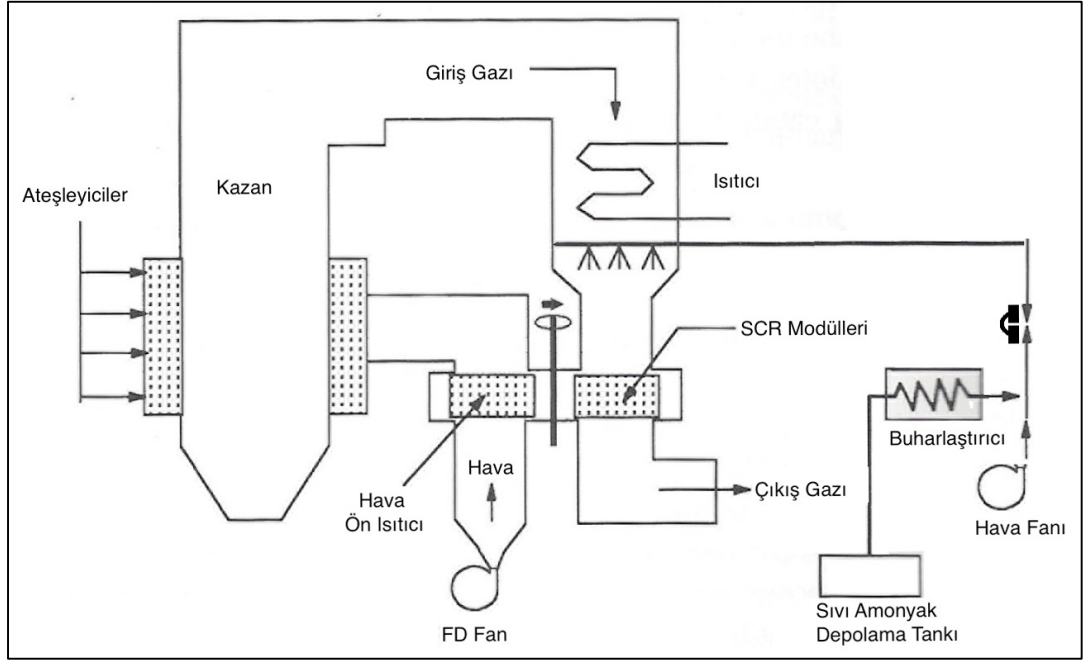 Giriş Gazı
Ateşleyiciler
Kazan
Isıtıcı
SCR Modülleri
Buharlaştırıcı
Hava
Hava
Ön Isıtıcı
Çıkış Gazı
Hava Fanı
FD Fan
Sıvı Amonyak
Depolama Tankı